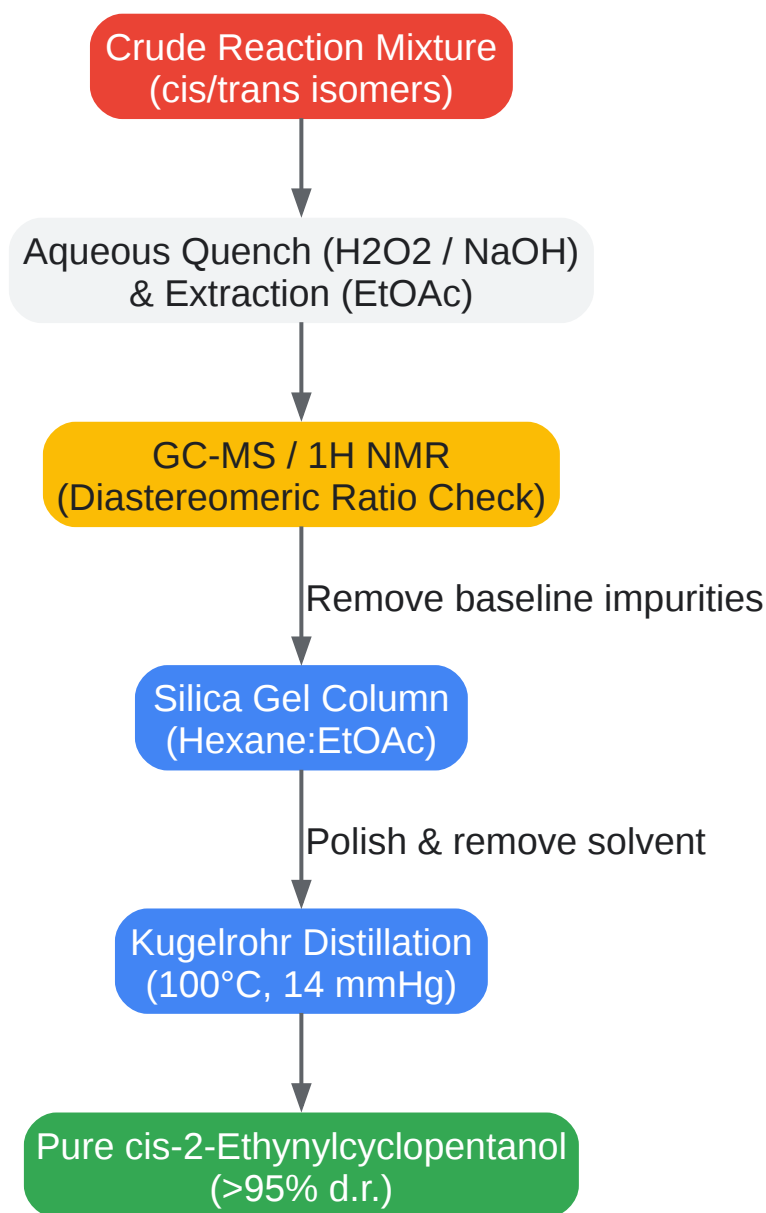 Crude Reaction Mixture
(cis/trans isomers)
Aqueous Quench (H2O2 / NaOH)
& Extraction (EtOAc)
GC-MS / 1H NMR
(Diastereomeric Ratio Check)
Remove baseline impurities
Silica Gel Column
(Hexane:EtOAc)
Polish & remove solvent
Kugelrohr Distillation
(100°C, 14 mmHg)
Pure cis-2-Ethynylcyclopentanol
(>95% d.r.)